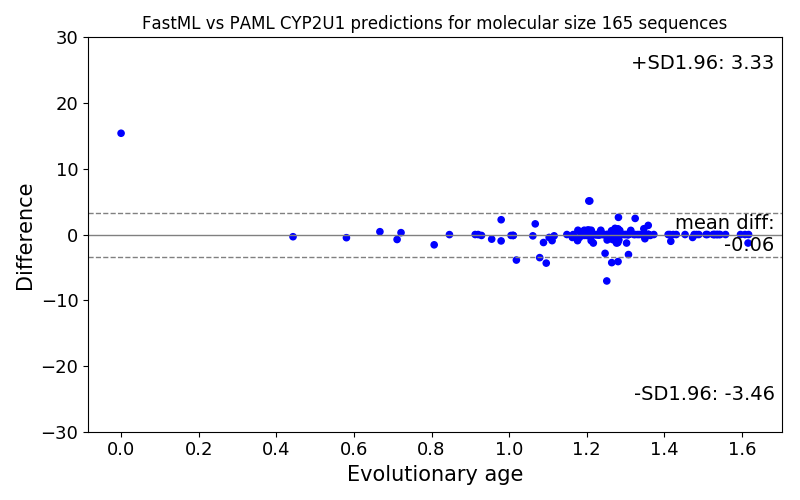 FastML vs PAML CYP2U1 predictions for molecular size 165 sequences
30
+SD1.96: 3.33
20
10
mean diff:
0
-0.06
−10
−20
-SD1.96: -3.46
−30
Difference
0.0 0.2 0.4 0.6 0.8 1.0 1.2 1.4 1.6
Evolutionary age